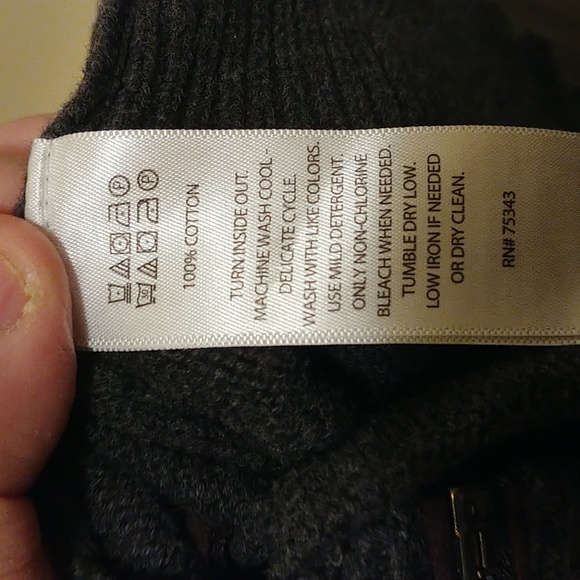 100% COTTON
TURN INSIDE OUT.
MACHINE WASH COOL -
DELICATE CYCLE.
WASH WITH LIKE COLORS.
USE MILD DETERGENT.
ONLY NON-CHLORINE
BLEACH WHEN NEEDED.
TUMBLE DRY LOW.
LOW IRON IF NEEDED
OR DRY CLEAN.
RN# 75343